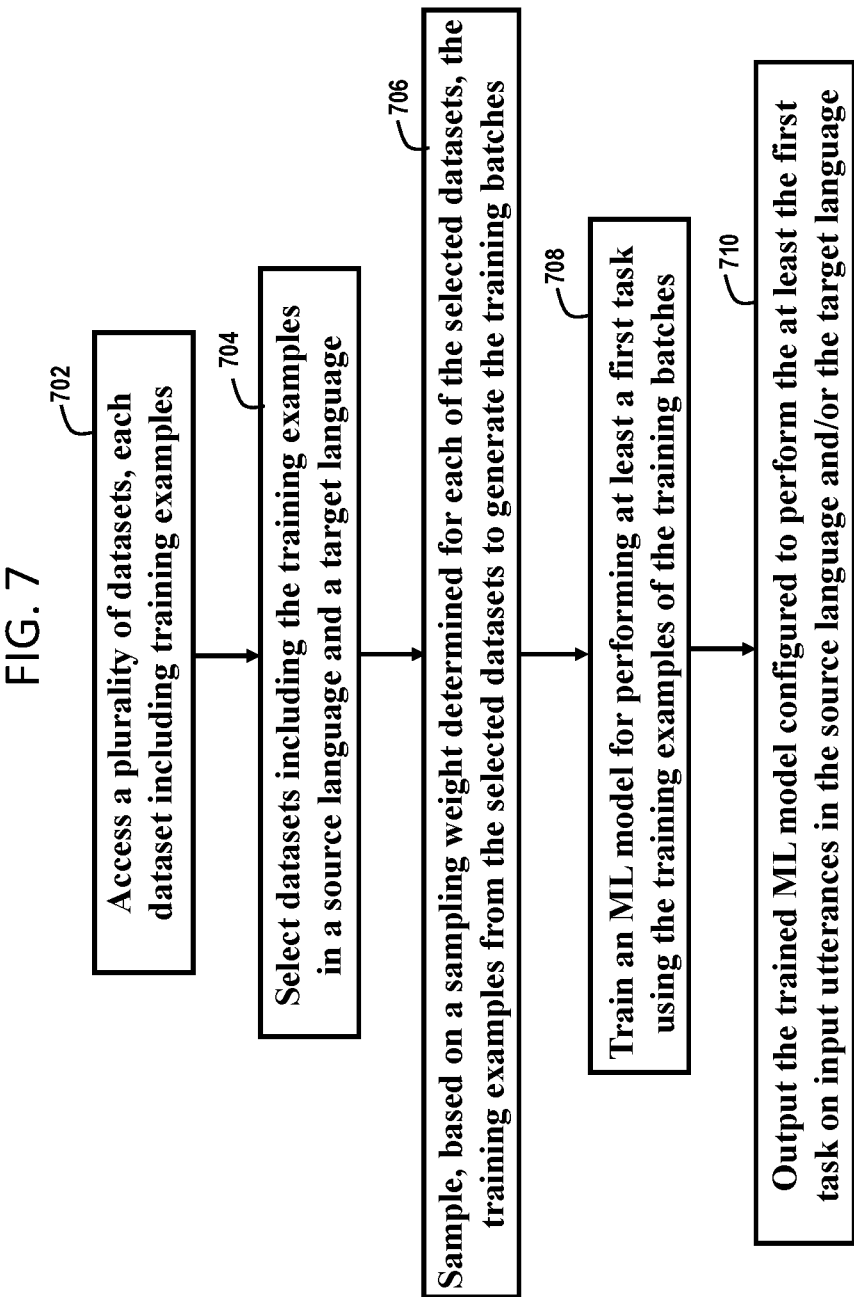 FIG. 7
702
Access a plurality of datasets, each
dataset including training examples
704
Select datasets including the training examples
in a source language and a target language
706
Sample, based on a sampling weight determined for each of the selected datasets, the
training examples from the selected datasets to generate the training batches
708
Train an ML model for performing at least a first task
using the training examples of the training batches
710
Output the trained ML model configured to perform the at least the first
task on input utterances in the source language and/or the target language